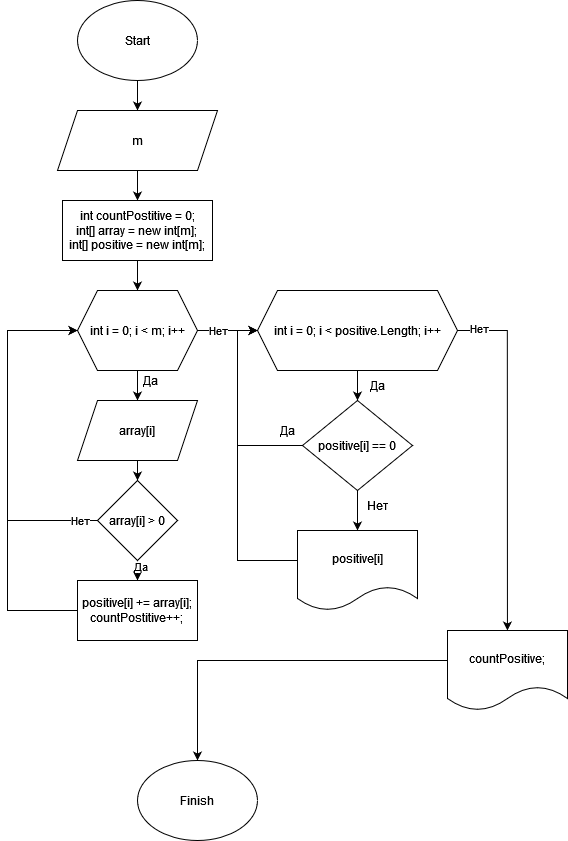 Start
m
int countPostitive = 0;
int[] array = new int[m];
int[] positive = new int[m];
int i = 0; i < m; i++
Нет
int i = 0; i < positive.Length; i++
Нет
Да
Да
array[i]
Да
positive[i] == 0
Нет
array[i] > 0
Нет
positive[i]
Да
positive[i] += array[i];
countPostitive++;
countPositive;
Finish